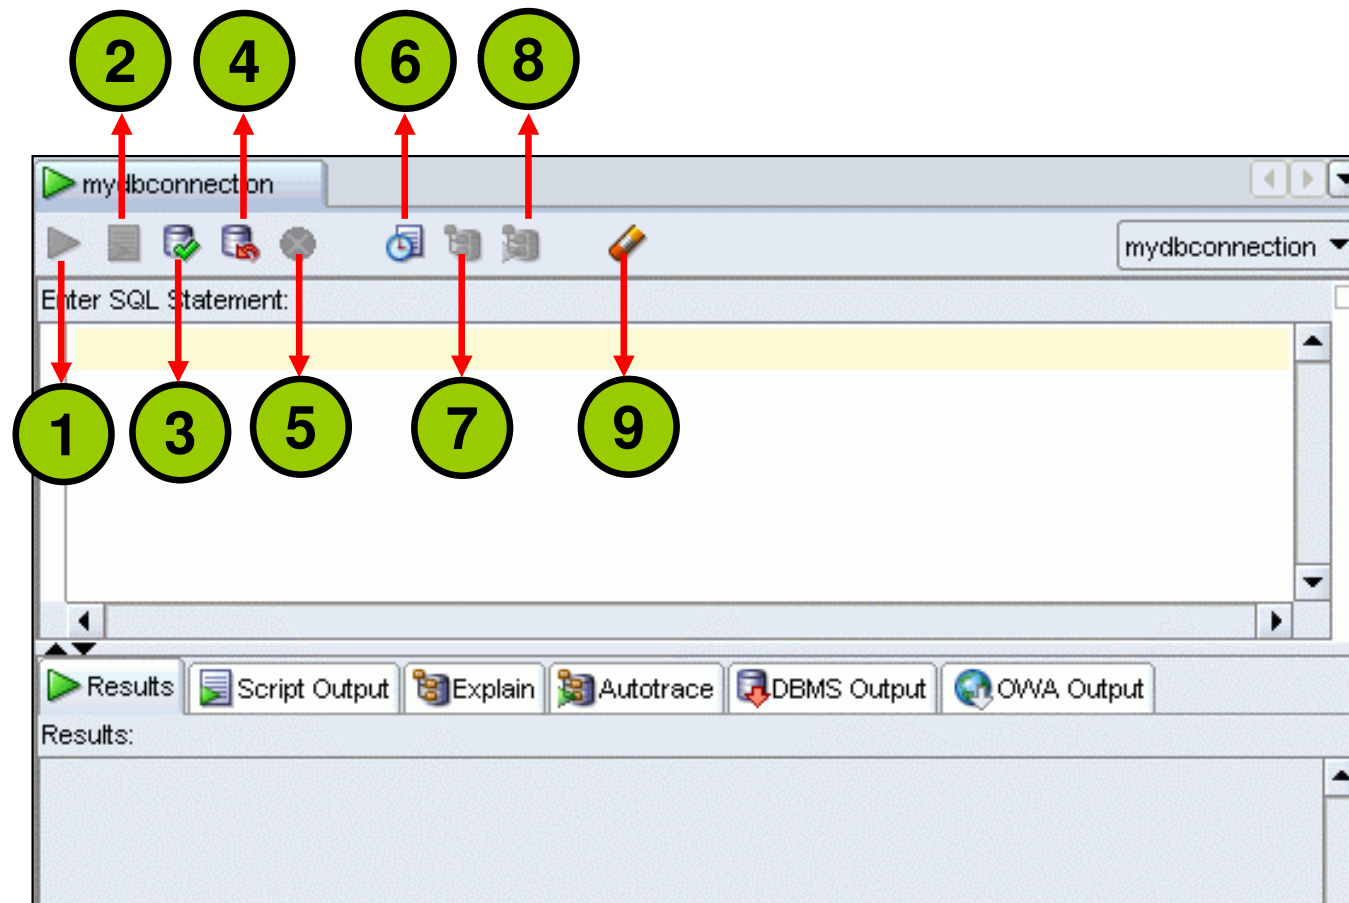 2 4 6 8
mydbconnection
mydbconnection
Enter SQL Statement:
1 3 5 7 9
Results Script Output Explain Autotrace DBMS Output OWA Output
Results: